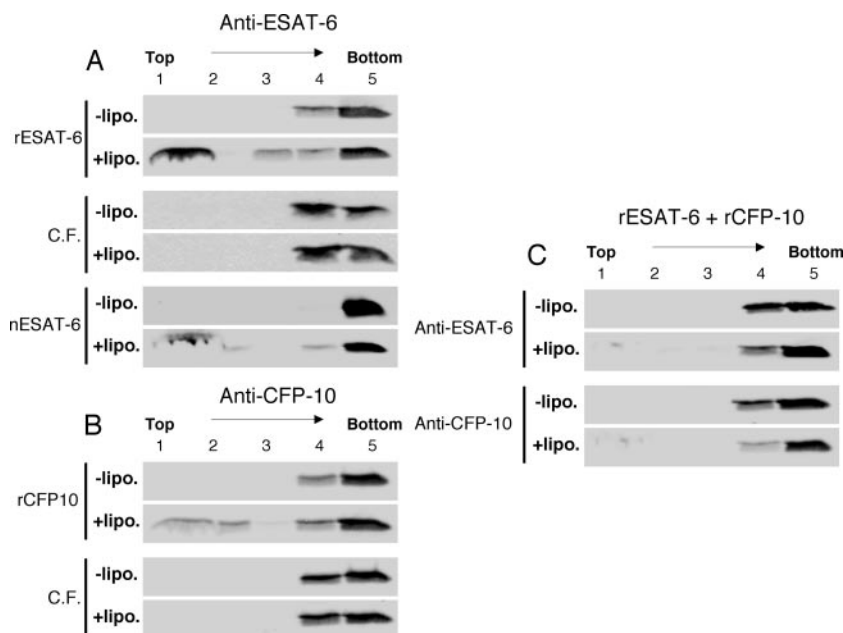 Anti-ESAT-6
A
Top Bottom
1 2 3 4 5
rESAT-6
-lipo.
+lipo.
C.F.
-lipo.
+lipo.
nESAT-6
-lipo.
+lipo.
Anti-CFP-10
B
Top Bottom
1 2 3 4 5
rCFP10
-lipo.
+lipo.
C.F.
-lipo.
+lipo.
rESAT-6 + rCFP-10
C
Top Bottom
1 2 3 4 5
Anti-ESAT-6
-lipo.
+lipo.
Anti-CFP-10
-lipo.
+lipo.